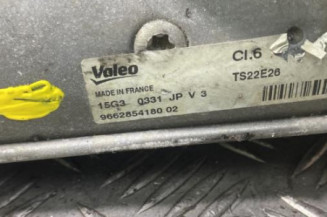 Valeo
Cl.6
MADE IN FRANCE
TS22E26
15G3 0331 JP V 3
9662854180 02